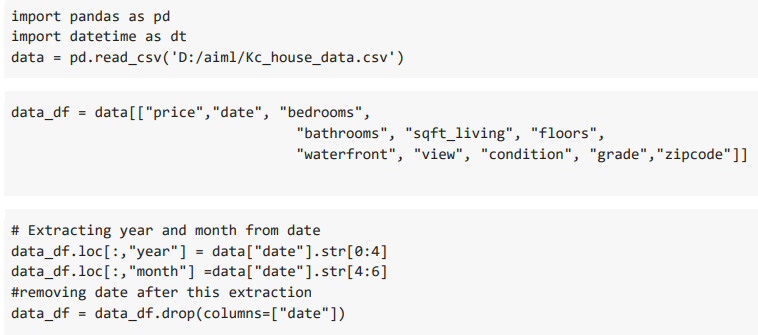 import pandas as pd
import datetime as dt
data = pd.read_csv('D:/aiml/Kc_house_data.csv')
data_df = data[["price","date", "bedrooms",
"bathrooms", "sqft_living", "floors",
"waterfront", "view", "condition", "grade","zipcode"]]
# Extracting year and month from date
data_df.loc[:,"year"] = data["date"].str[0:4]
data_df.loc[:,"month"] =data["date"].str[4:6]
#removing date after this extraction
data_df = data_df.drop(columns=["date"])